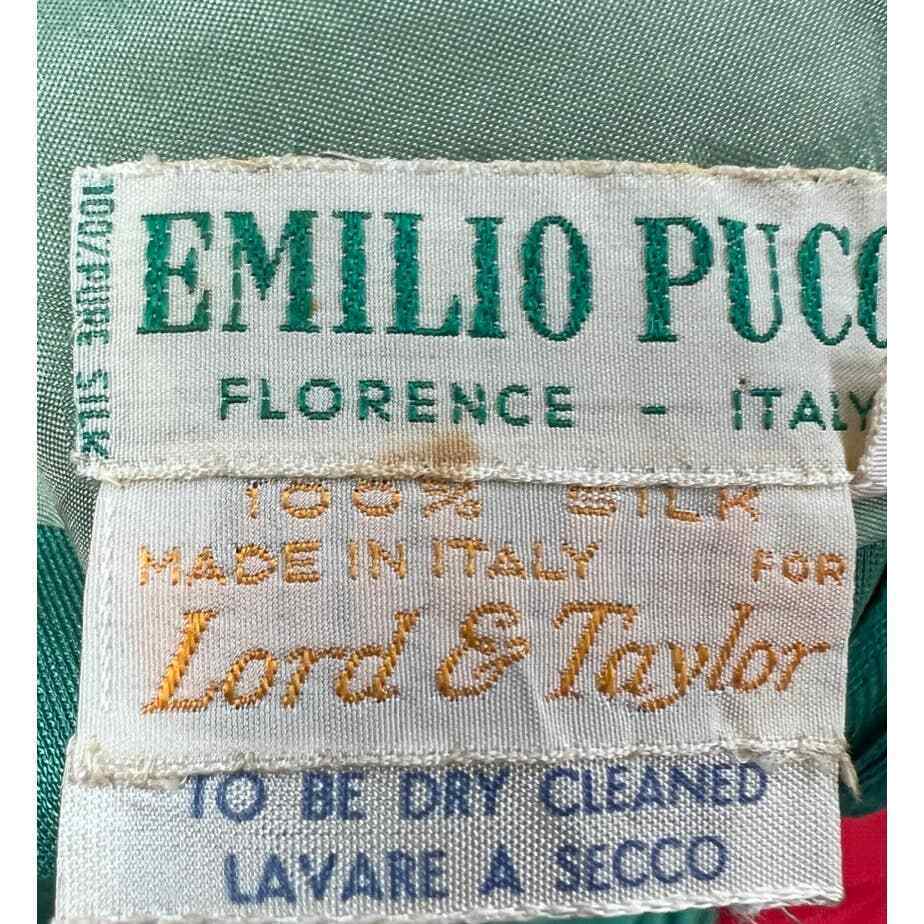 100% PURE SILK
EMILIO PUCC
FLORENCE - ITALY
100% SILK
MADE IN ITALY FOR
Lord & Taylor
TO BE DRY CLEANED
LAVARE A SECCO